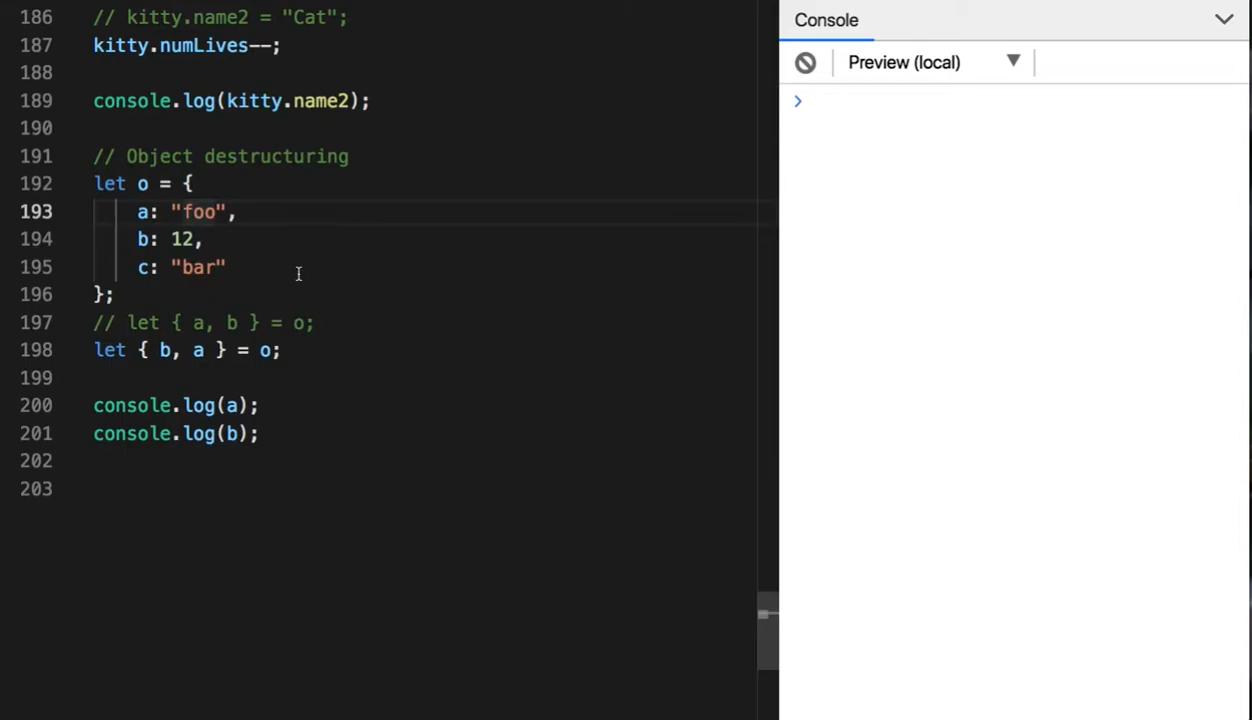 186 // kitty.name2 = "Cat";
187 kitty.numLives--;
188
189 console.log(kitty.name2);
190
191 // Object destructuring
192 let o = {
193 a: "foo",
194 b: 12,
195 c: "bar"
196 };
197 // let { a, b } = o;
198 let { b, a } = o;
199
200 console.log(a);
201 console.log(b);
202
203
Console
Preview (local)